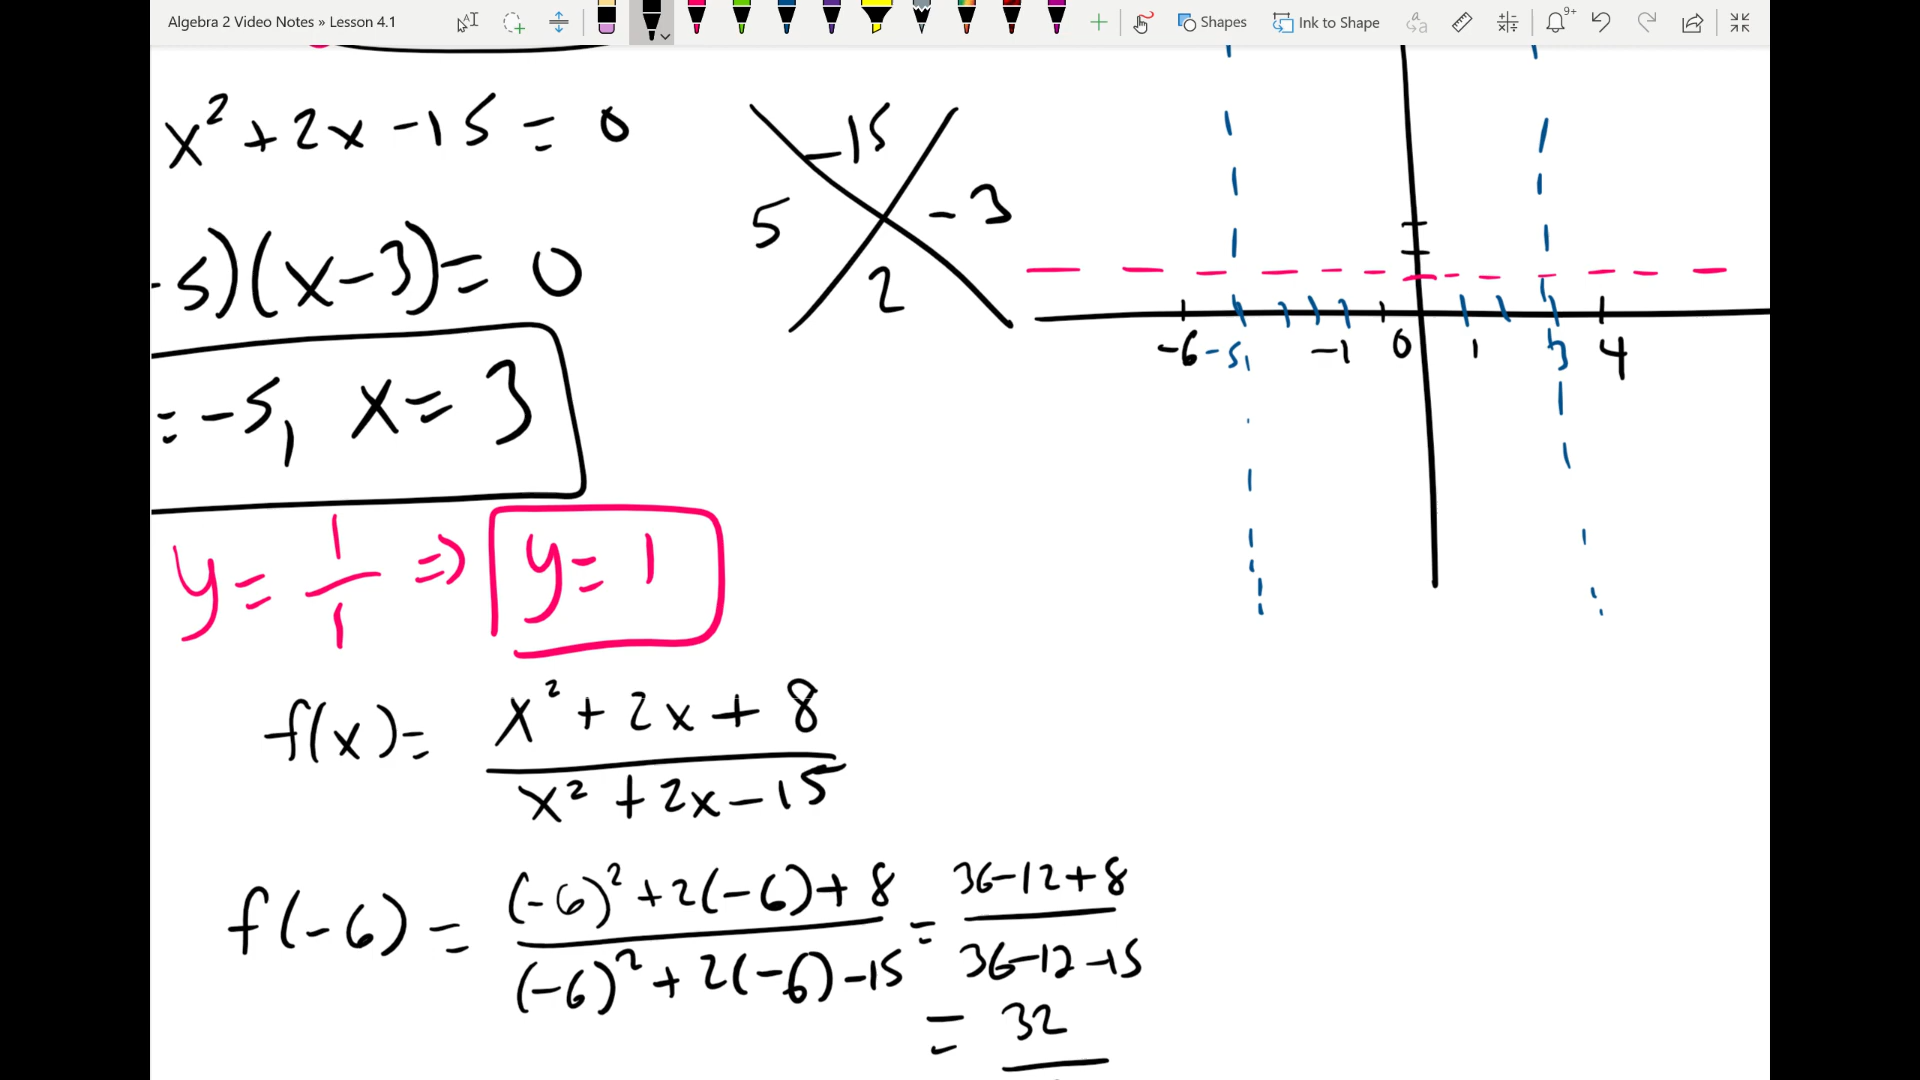 Algebra 2 Video Notes » Lesson 4.1
Shapes
Ink to Shape
9+
x² + 2x - 15 = 0
-5)(x-3) = 0
= -5, x = 3
-15
5 -3
2
-6 -5 -1 0 1 3 4
y = 1/1 => y = 1
f(x) = x² + 2x + 8
x² + 2x - 15
f(-6) = (-6)² + 2(-6) + 8 = 36-12+8
(-6)² + 2(-6) - 15 36-12-15
= 32